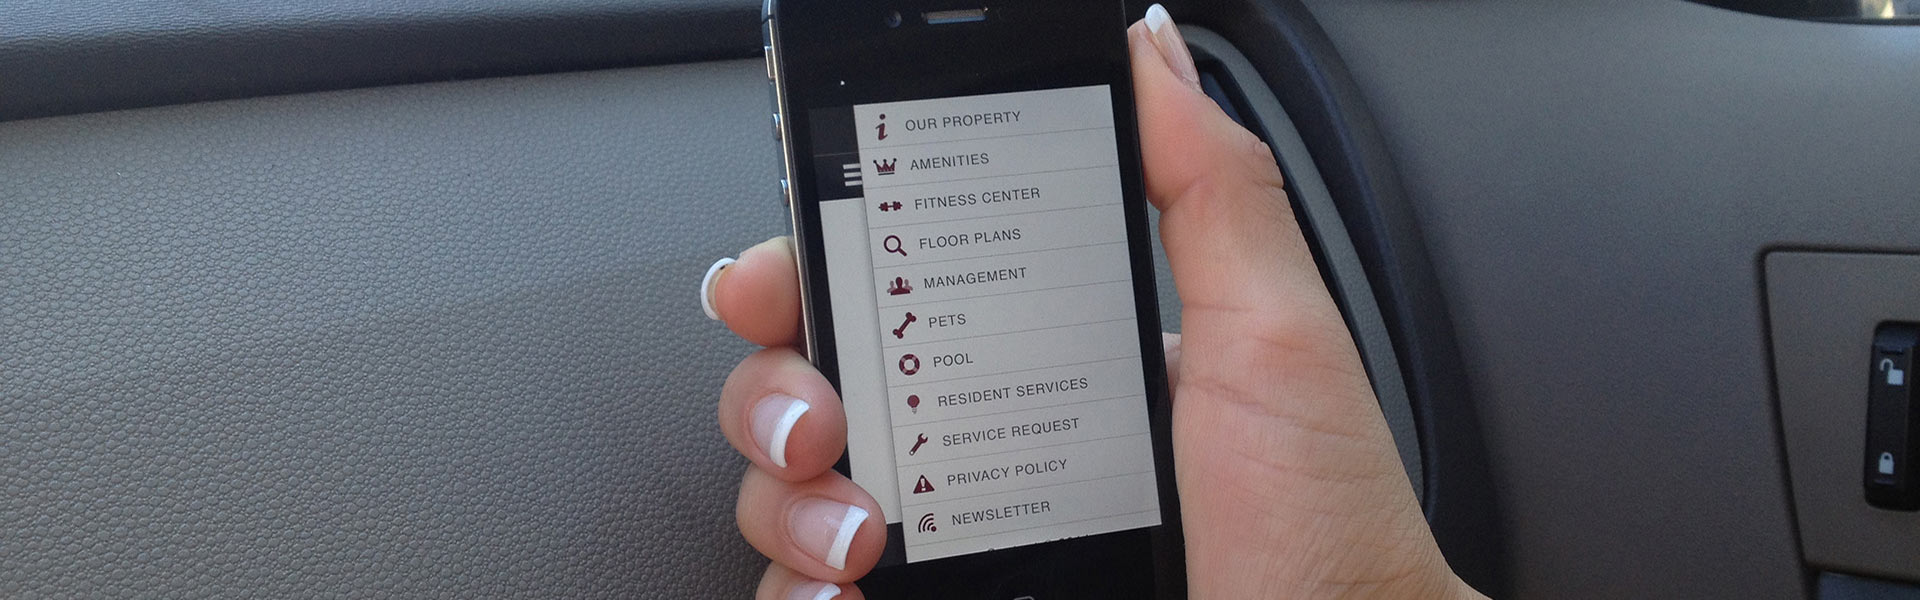 OUR PROPERTY
AMENITIES
FITNESS CENTER
FLOOR PLANS
MANAGEMENT
PETS
POOL
RESIDENT SERVICES
SERVICE REQUEST
PRIVACY POLICY
NEWSLETTER